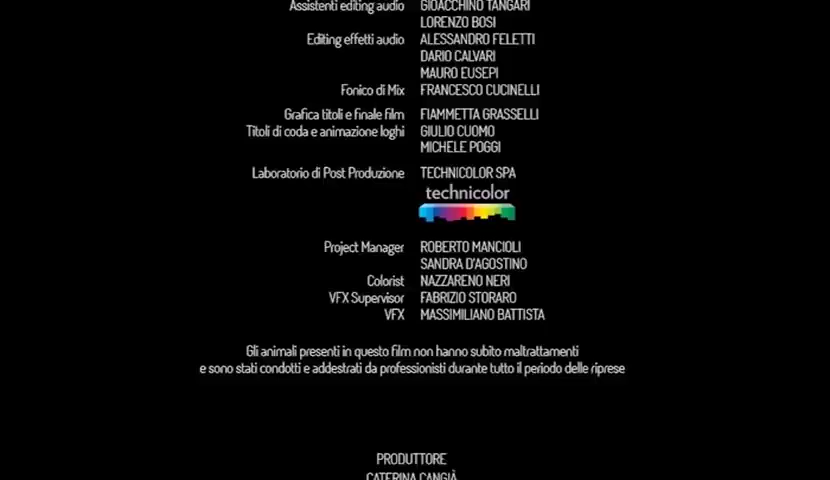 Assistenti editing audio GIOACCHINO TANGARI
LORENZO BOSI
Editing effetti audio ALESSANDRO FELETTI
DARIO CALVARI
MAURO EUSEPI
Fonico di Mix FRANCESCO CUCINELLI
Grafica titoli e finale film FIAMMETTA GRASSELLI
Titoli di coda e animazione loghi GIULIO CUOMO
MICHELE POGGI
Laboratorio di Post Produzione TECHNICOLOR SPA
technicolor
Project Manager ROBERTO MANCIOLI
SANDRA D'AGOSTINO
Colorist NAZZARENO NERI
VFX Supervisor FABRIZIO STORARO
VFX MASSIMILIANO BATTISTA
Gli animali presenti in questo film non hanno subito maltrattamenti
e sono stati condotti e addestrati da professionisti durante tutto il periodo delle riprese
PRODUTTORE
CATERINA CANGIÀ